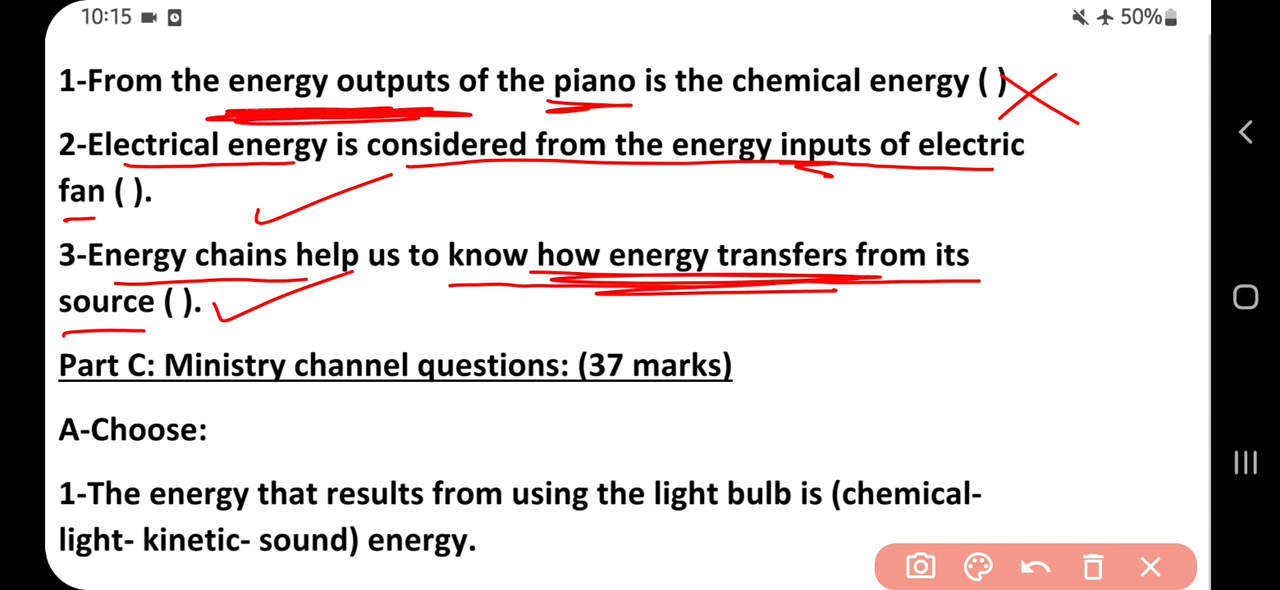 10:15
50%
1-From the energy outputs of the piano is the chemical energy ( )
2-Electrical energy is considered from the energy inputs of electric
fan ( ).
3-Energy chains help us to know how energy transfers from its
source ( ).
Part C: Ministry channel questions: (37 marks)
A-Choose:
1-The energy that results from using the light bulb is (chemical-
light- kinetic- sound) energy.